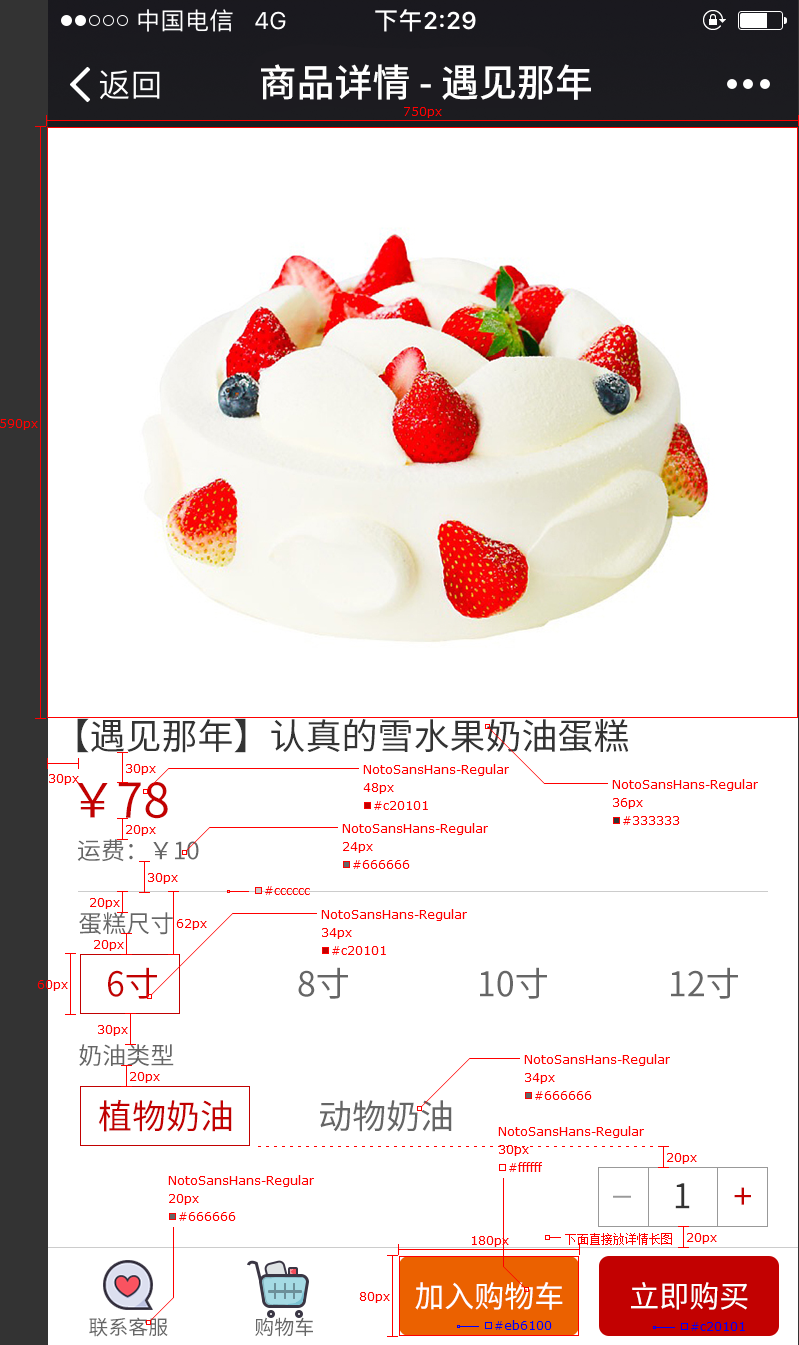 中国电信 4G 下午2:29
返回 商品详情 - 遇见那年
750px
590px
【遇见那年】认真的雪水果奶油蛋糕
30px
30px
NotoSansHans-Regular
48px
#c20101
NotoSansHans-Regular
36px
#333333
￥78
20px
NotoSansHans-Regular
24px
#666666
运费：￥10
30px
#cccccc
20px
62px
蛋糕尺寸
NotoSansHans-Regular
34px
#c20101
20px
60px
6寸 8寸 10寸 12寸
30px
奶油类型
20px
NotoSansHans-Regular
34px
#666666
植物奶油 动物奶油
NotoSansHans-Regular
30px
#ffffff
20px
NotoSansHans-Regular
20px
#666666
— 1 +
20px
下面直接放详情长图
180px
80px
加入购物车 立即购买
联系客服 购物车
#eb6100 #c20101